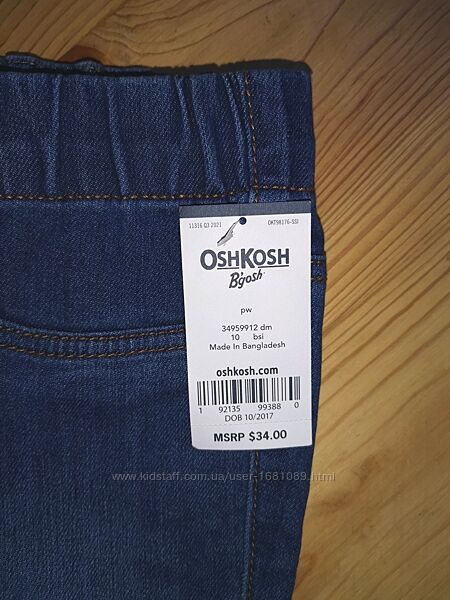 11316 Q3 2021 OKT98176-SSI
OSHKOSH
B'gosh
pw
34959912 dm
10 bsi
Made In Bangladesh
oshkosh.com
1 92135 99388 0
DOB 10/2017
MSRP $34.00
www.kidstaff.com.ua/user-1681089.html